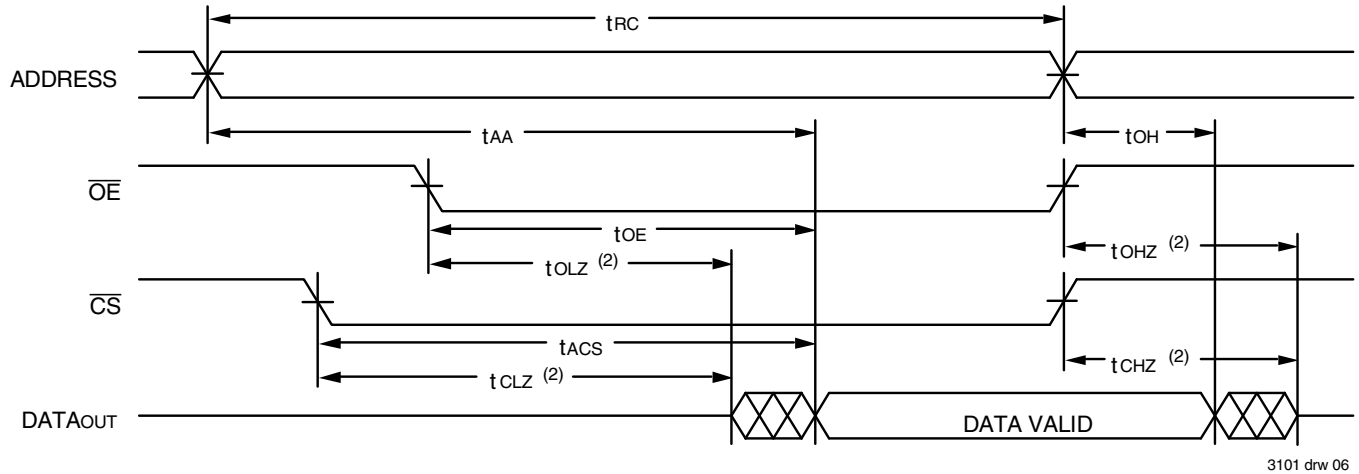 tRC
ADDRESS
tAA
tOH
OE
tOE
tOLZ (2)
tOHZ (2)
CS
tACS
tCLZ (2)
tCHZ (2)
DATAOUT
DATA VALID
3101 drw 06